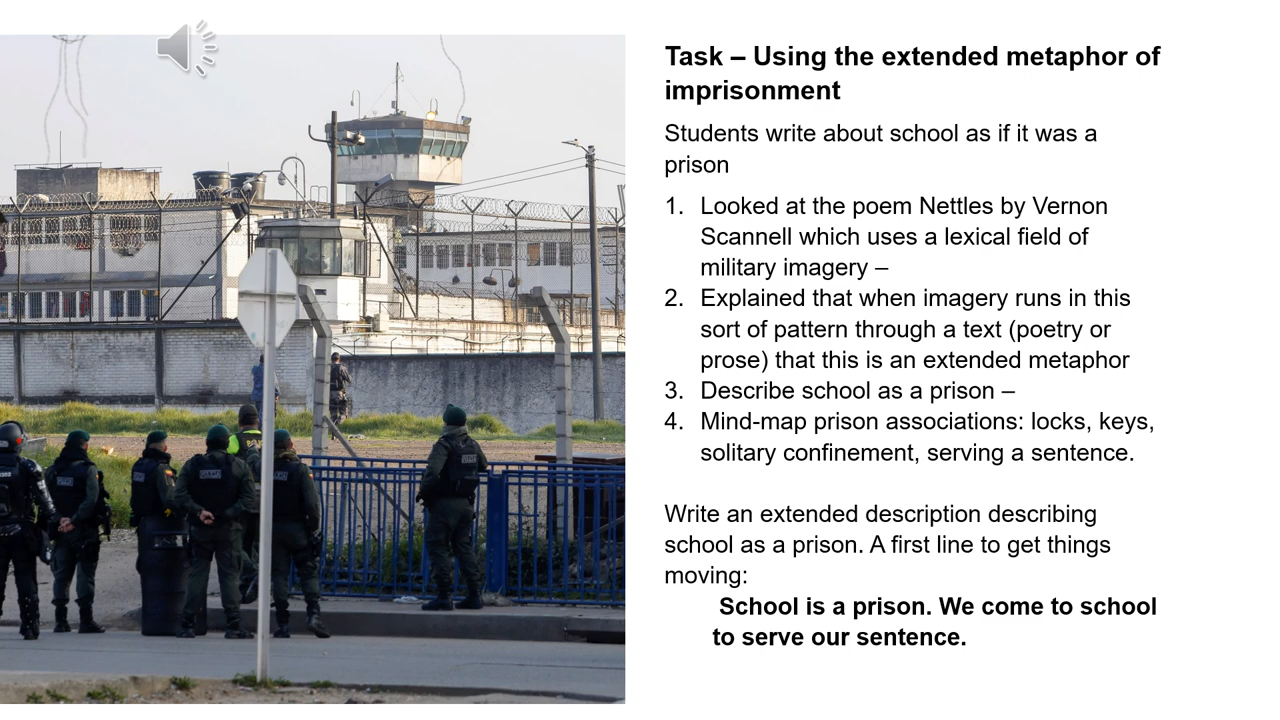 Task – Using the extended metaphor of
imprisonment
Students write about school as if it was a
prison
1. Looked at the poem Nettles by Vernon
Scannell which uses a lexical field of
military imagery –
2. Explained that when imagery runs in this
sort of pattern through a text (poetry or
prose) that this is an extended metaphor
3. Describe school as a prison –
4. Mind-map prison associations: locks, keys,
solitary confinement, serving a sentence.
Write an extended description describing
school as a prison. A first line to get things
moving:
School is a prison. We come to school
to serve our sentence.